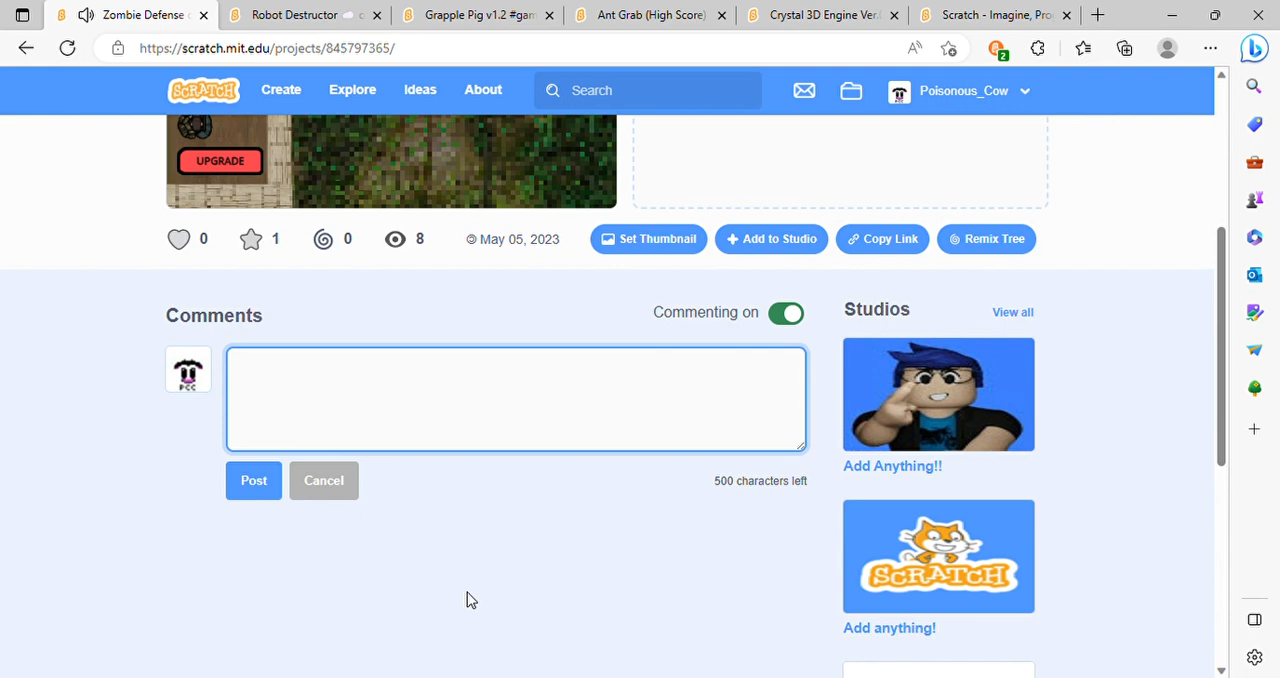 Zombie Defense
Robot Destructor
Grapple Pig v1.2 #gam
Ant Grab (High Score)
Crystal 3D Engine Ver.
Scratch - Imagine, Pro
https://scratch.mit.edu/projects/845797365/
2
SCRATCH
Create
Explore
Ideas
About
Search
Poisonous_Cow
UPGRADE
0
1
0
8
© May 05, 2023
Set Thumbnail
Add to Studio
Copy Link
Remix Tree
Comments
Commenting on
Studios
View all
PCC
Post
Cancel
500 characters left
Add Anything!!
SCRATCH
Add anything!